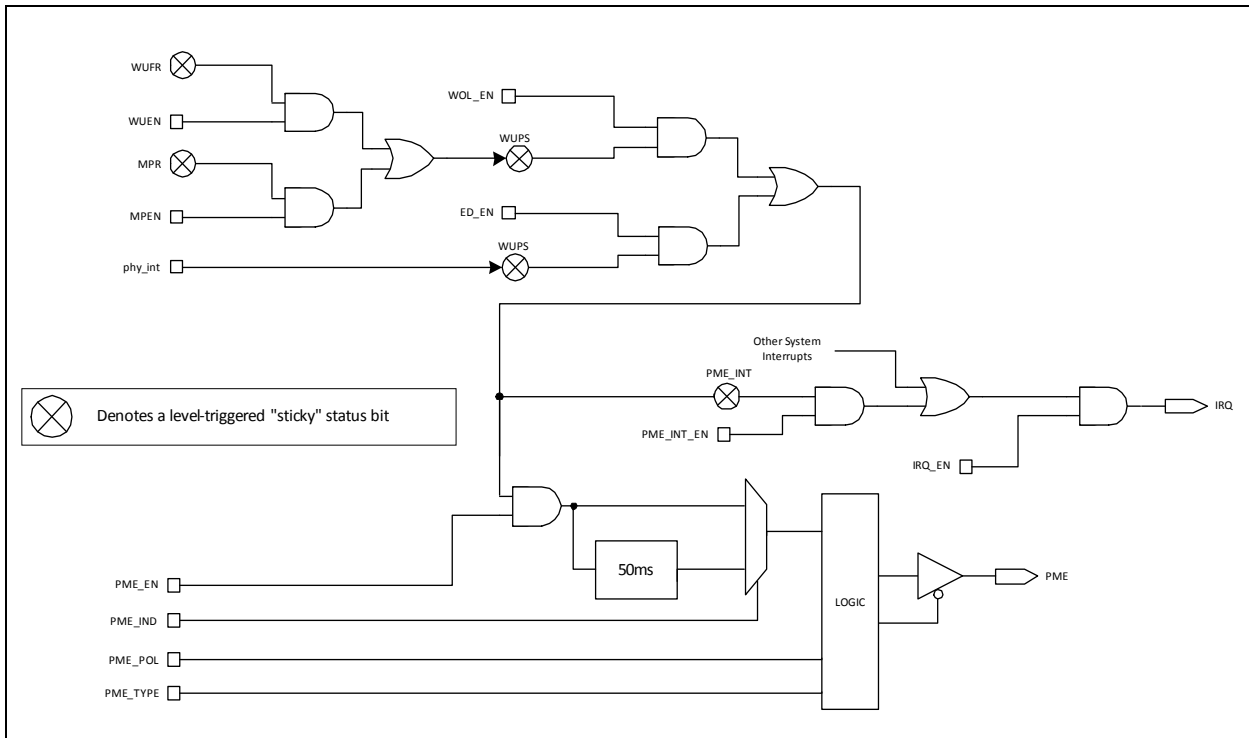 WUFR
WUEN
MPR
MPEN
phy_int
WOL_EN
WUPS
ED_EN
WUPS
Other System
Interrupts
PME_INT
PME_INT_EN
IRQ
IRQ_EN
Denotes a level-triggered "sticky" status bit
50ms
LOGIC
PME
PME_EN
PME_IND
PME_POL
PME_TYPE